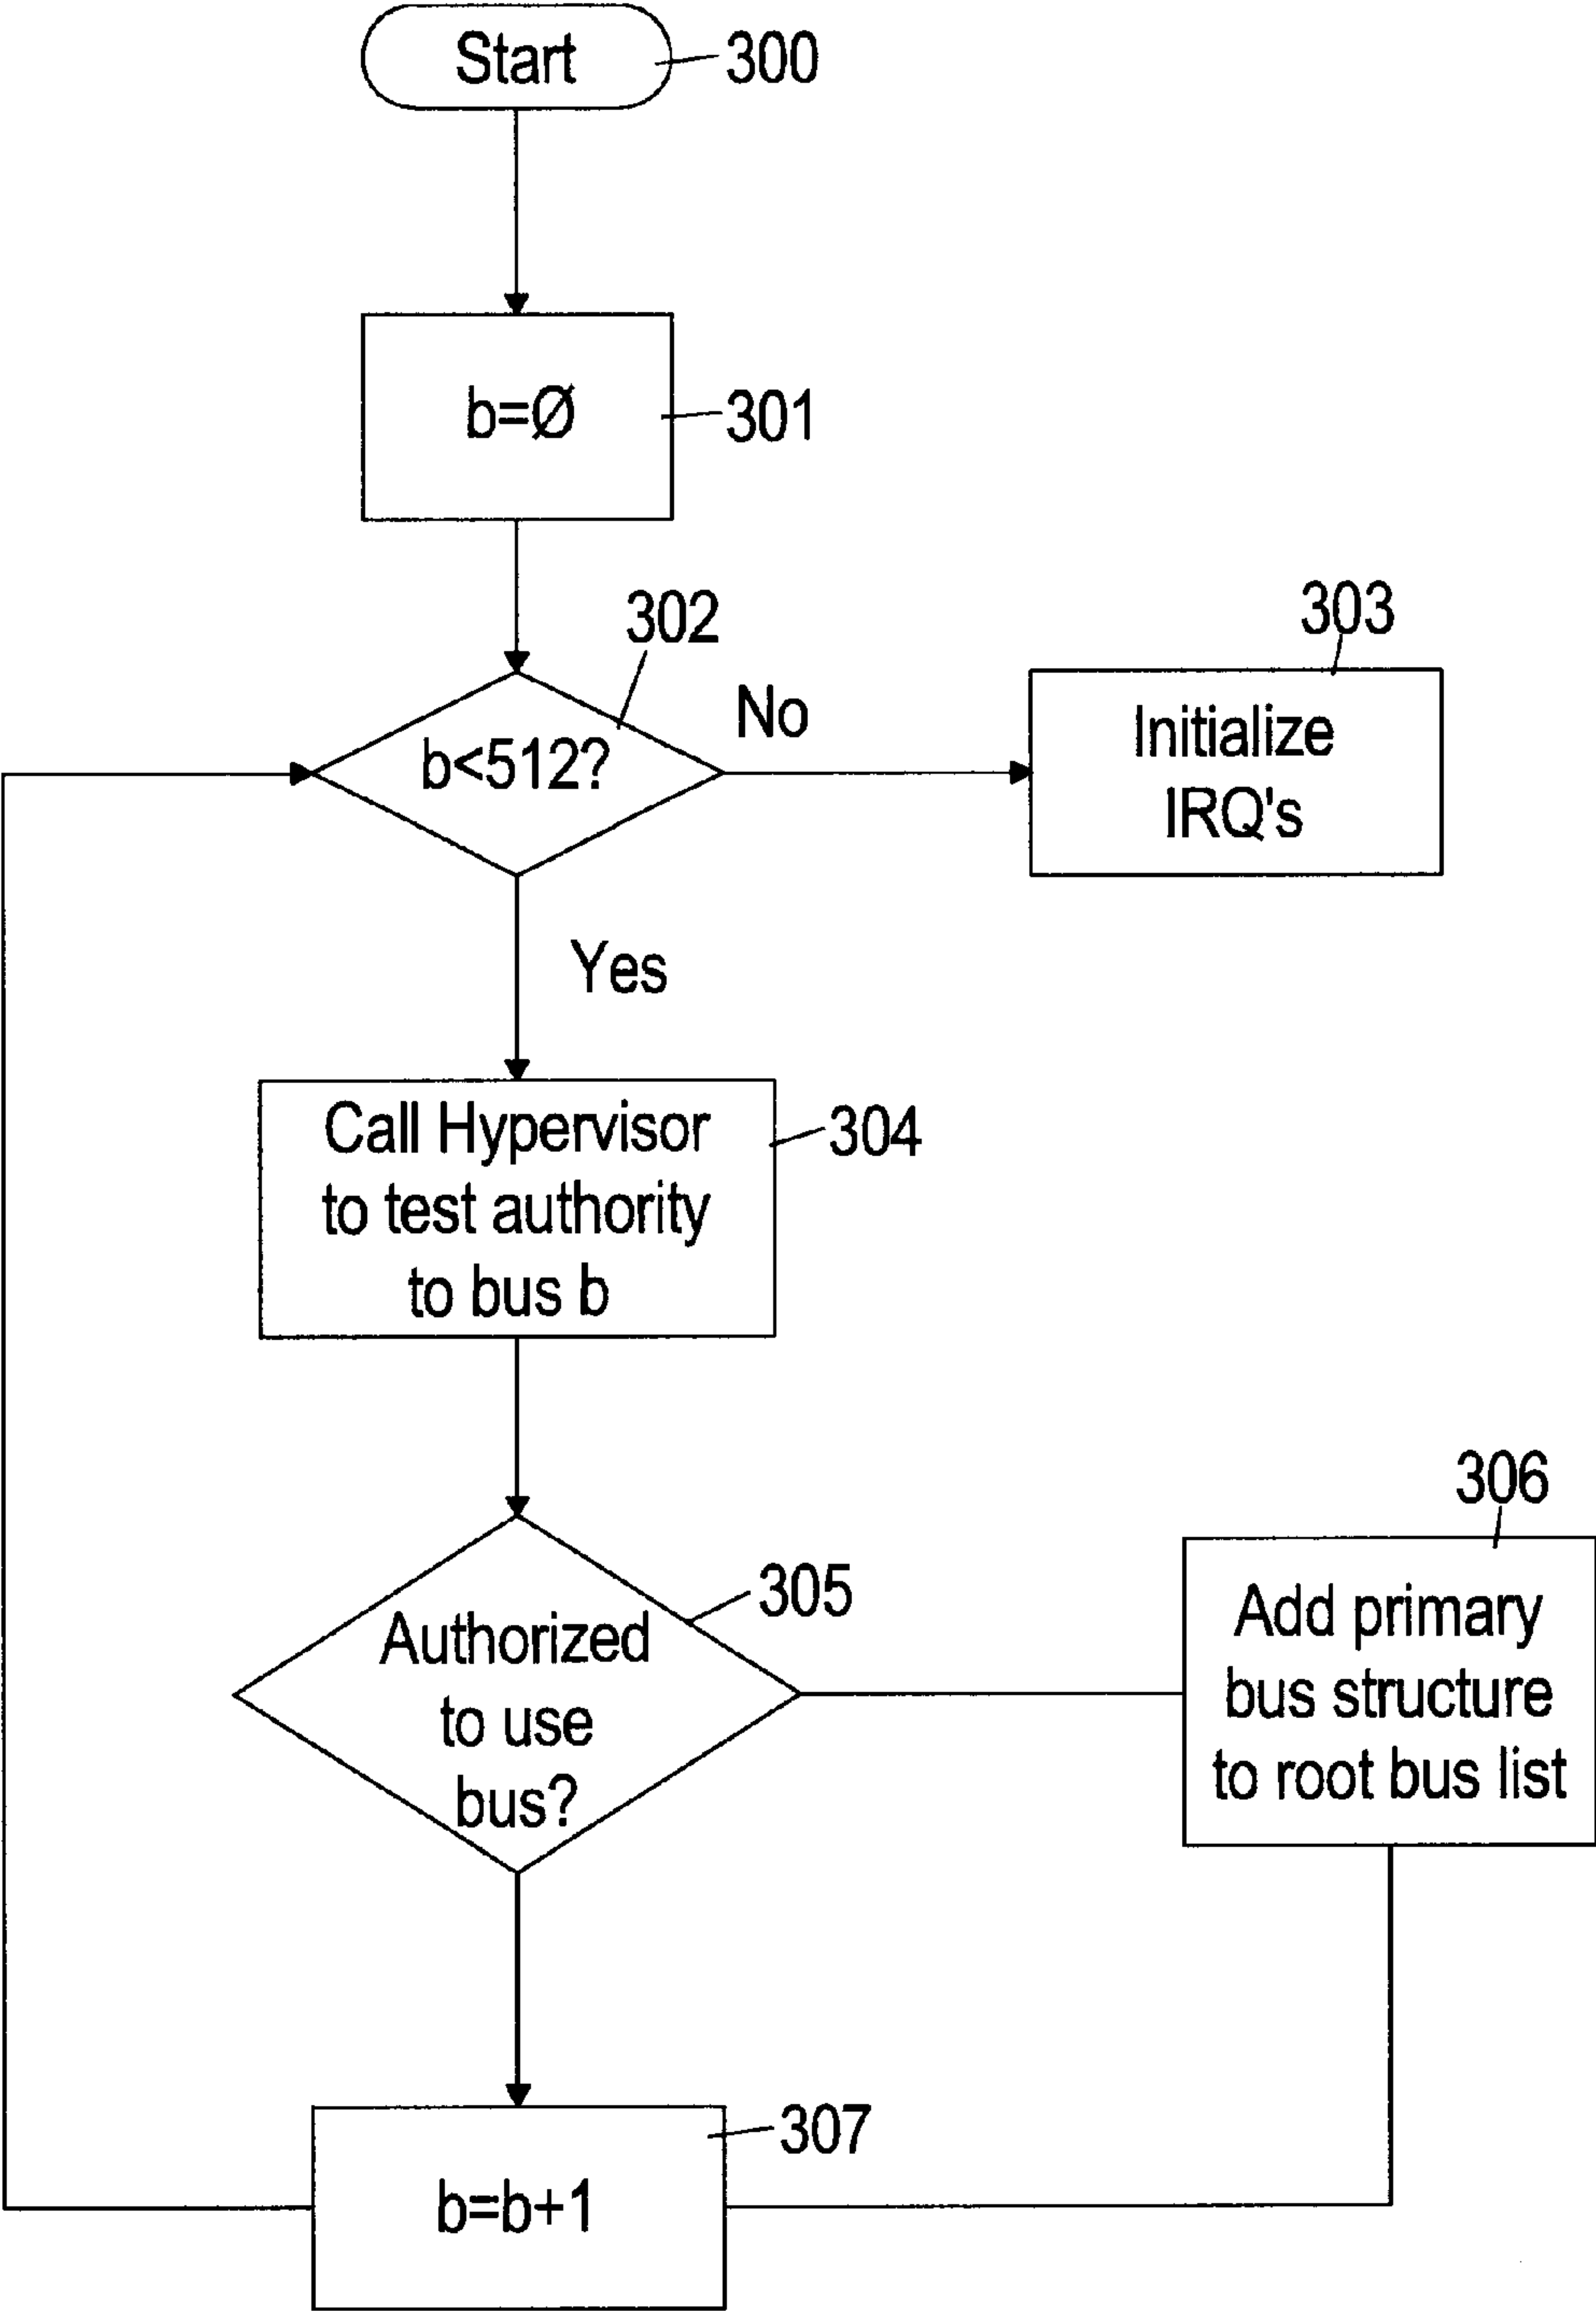 Start
300
b=Ø
301
302
b<512?
No
303
Initialize
IRQ's
Yes
Call Hypervisor
to test authority
to bus b
304
305
Authorized
to use
bus?
306
Add primary
bus structure
to root bus list
307
b=b+1